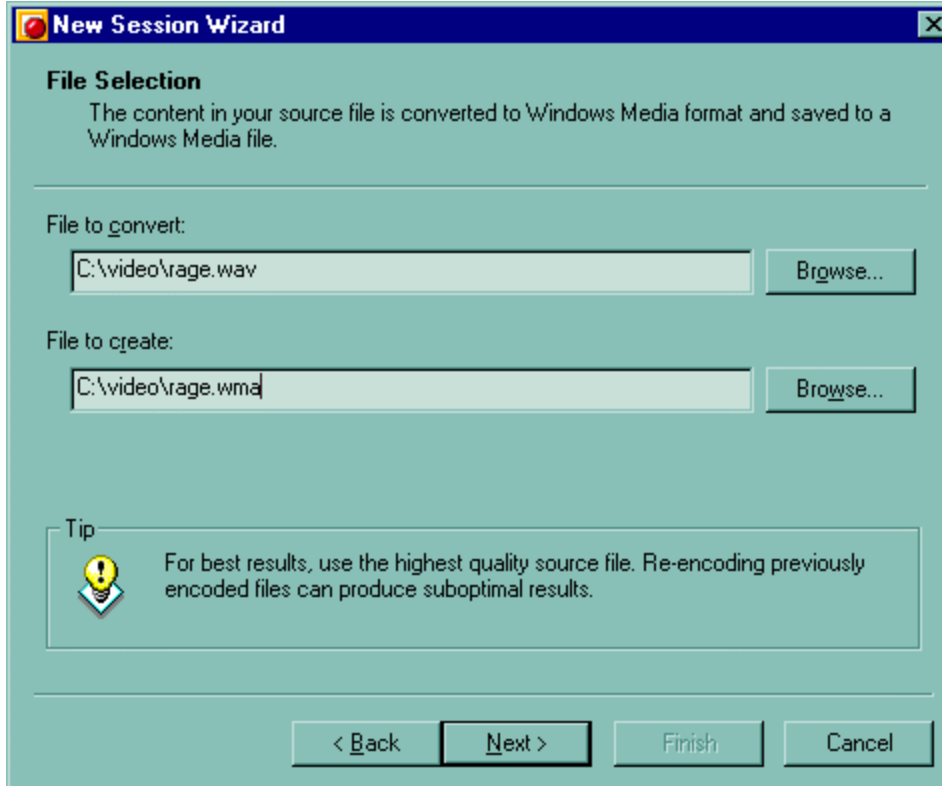 New Session Wizard
File Selection
The content in your source file is converted to Windows Media format and saved to a
Windows Media file.
File to convert:
C:\video\rage.wav
Browse...
File to create:
C:\video\rage.wma
Browse...
Tip
For best results, use the highest quality source file. Re-encoding previously
encoded files can produce suboptimal results.
< Back
Next >
Finish
Cancel